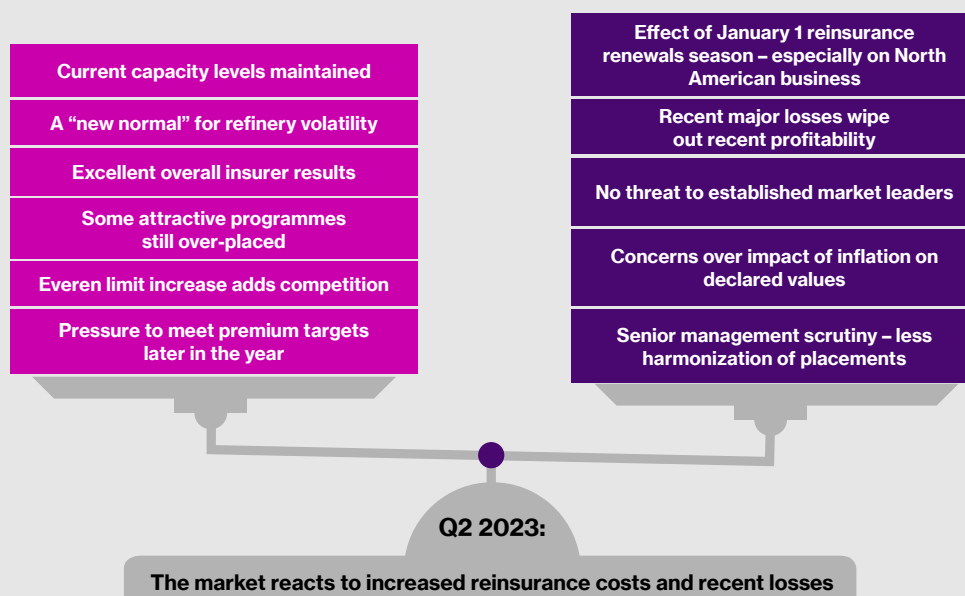 Current capacity levels maintained
A “new normal” for refinery volatility
Excellent overall insurer results
Some attractive programmes
still over-placed
Everen limit increase adds competition
Pressure to meet premium targets
later in the year
Effect of January 1 reinsurance
renewals season – especially on North
American business
Recent major losses wipe
out recent profitability
No threat to established market leaders
Concerns over impact of inflation on
declared values
Senior management scrutiny – less
harmonization of placements
Q2 2023:
The market reacts to increased reinsurance costs and recent losses